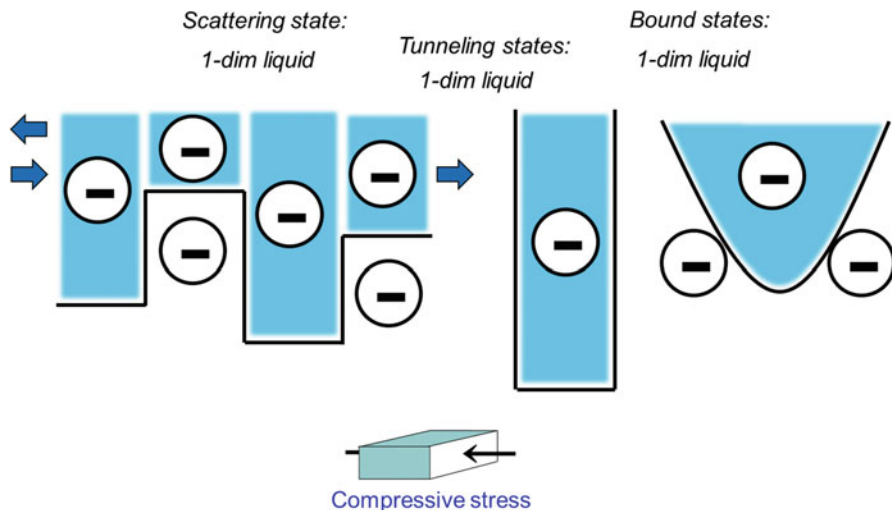 Scattering state:
1-dim liquid
Tunneling states:
1-dim liquid
Bound states:
1-dim liquid
Compressive stress